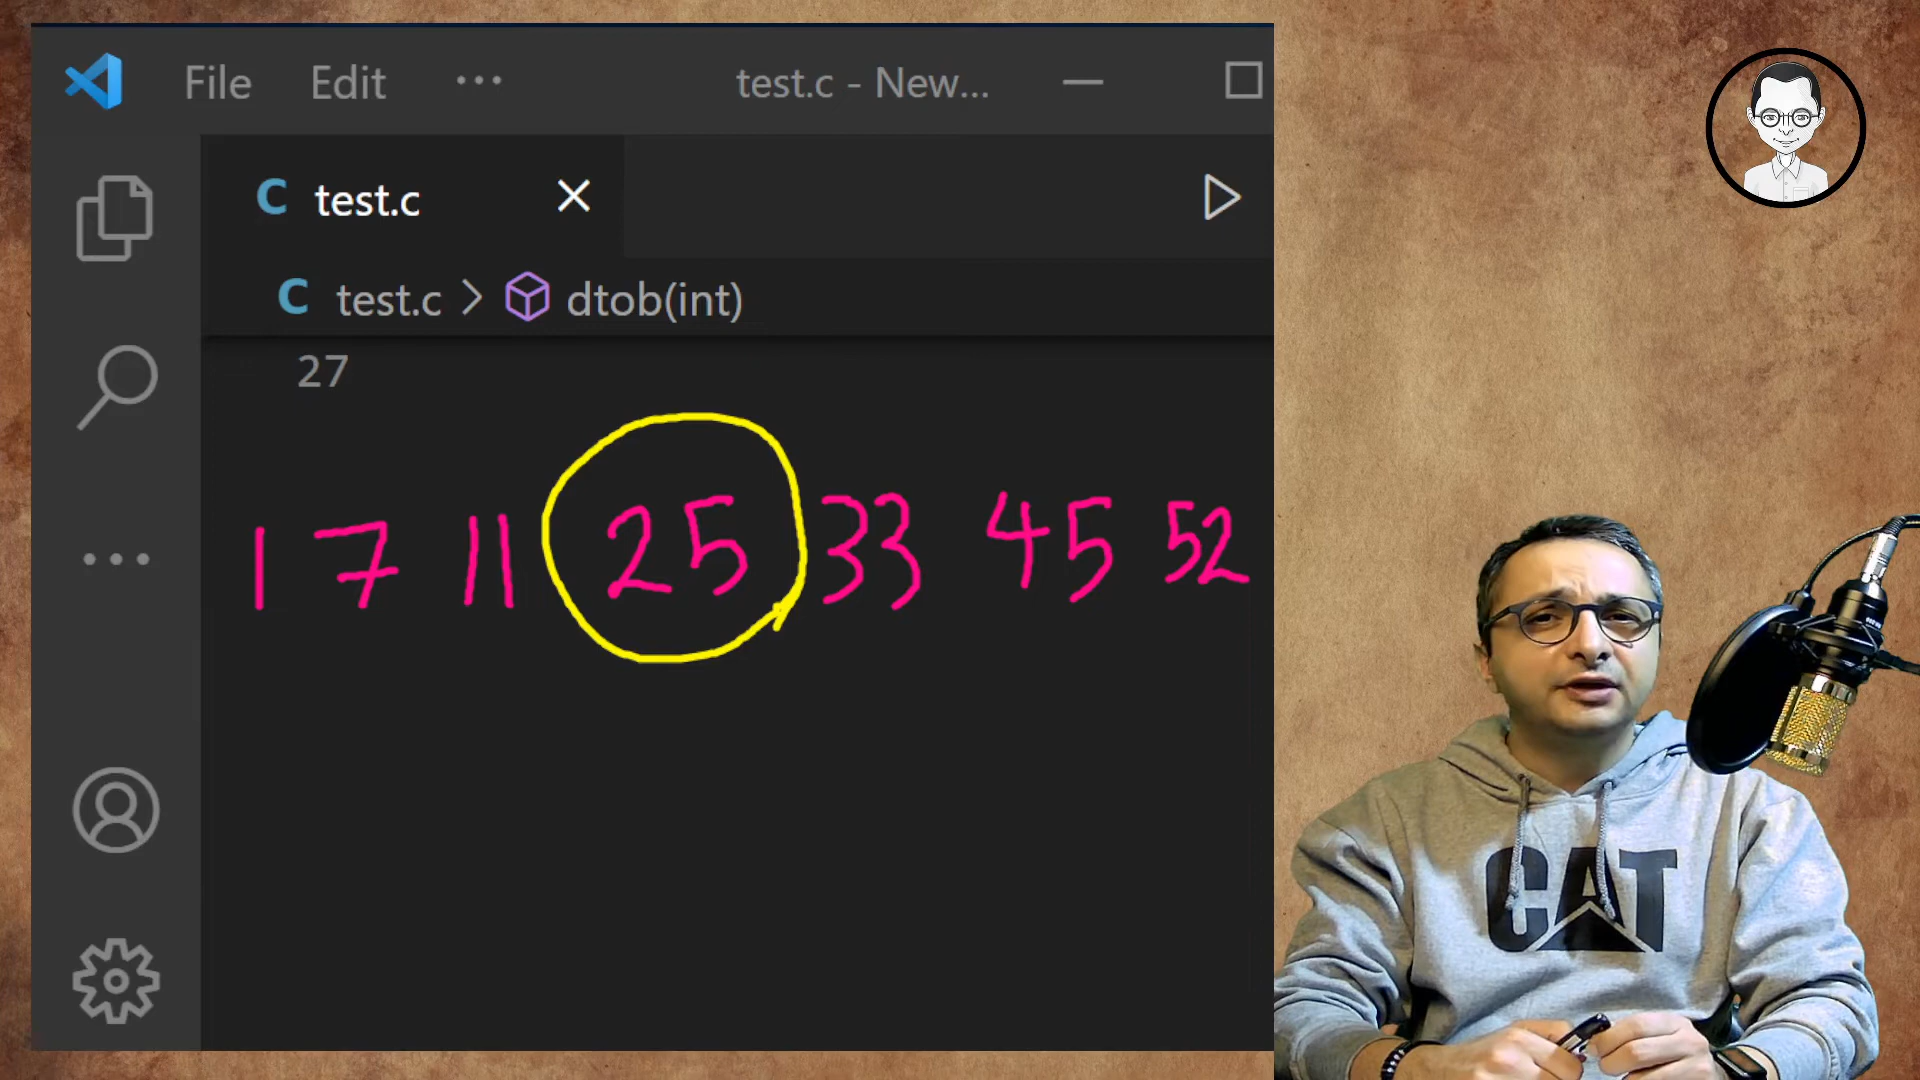 File Edit ... test.c - New...
C test.c
C test.c > dtob(int)
27
1 7 11 25 33 45 52
CAT